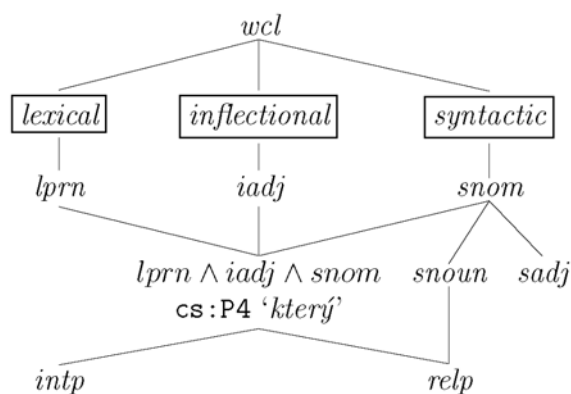 wcl
lexical inflectional syntactic
lprn iadj snom
lprn ∧ iadj ∧ snom snoun sadj
cs:P4 ‘který’
intp relp